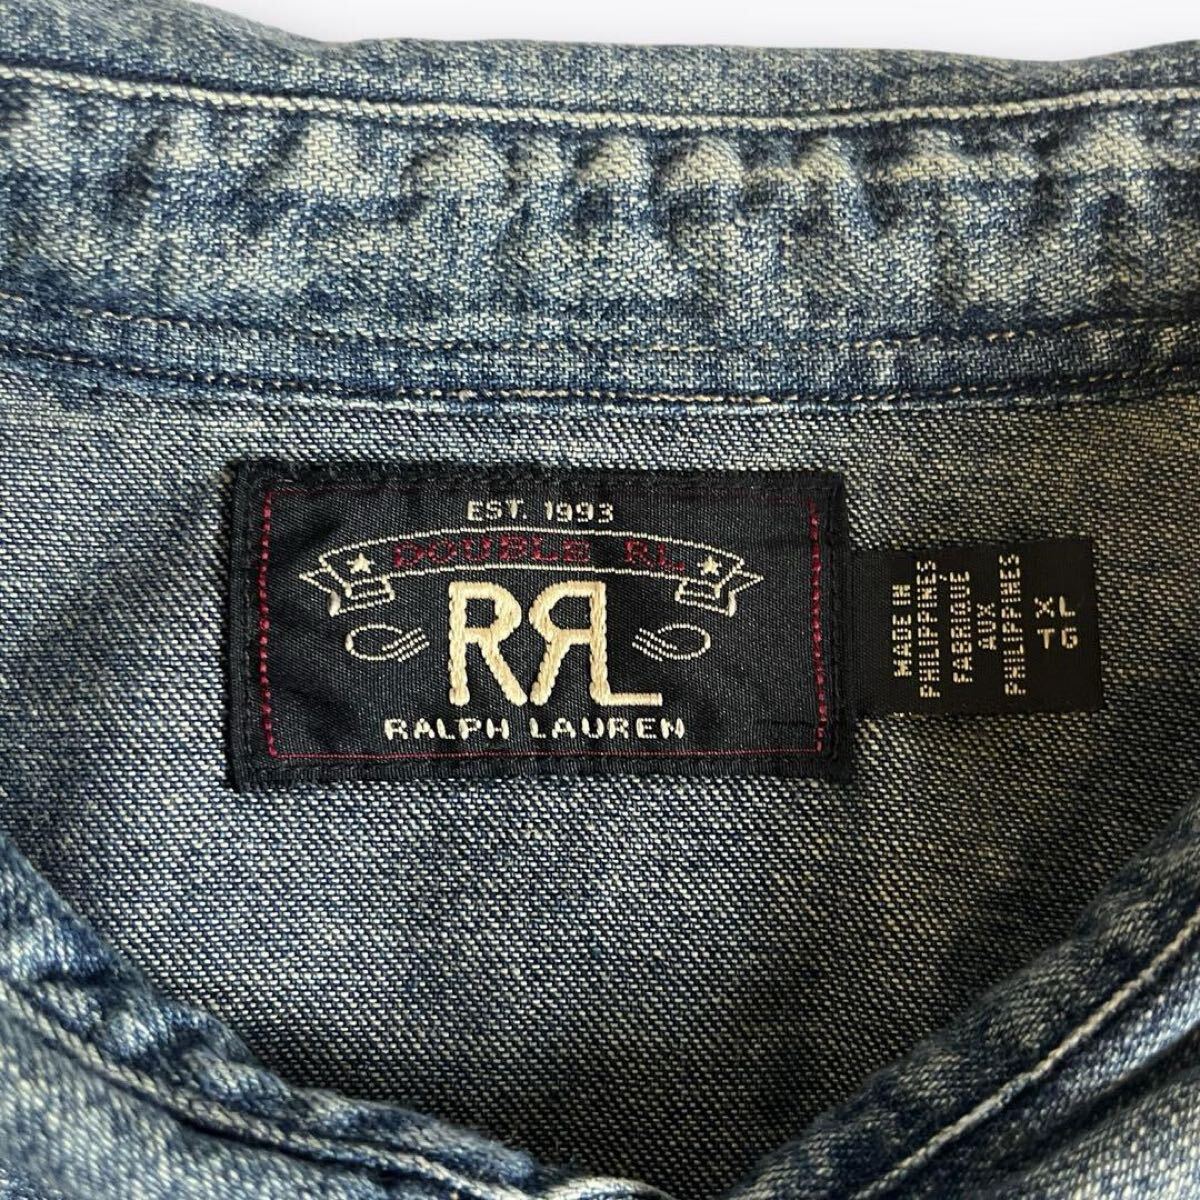 EST. 1993
DOUBLE RL
RRL
RALPH LAUREN
MADE IN
PHILIPPINES
FABRIQUÉ
AUX
PHILIPPINES
XL
TG